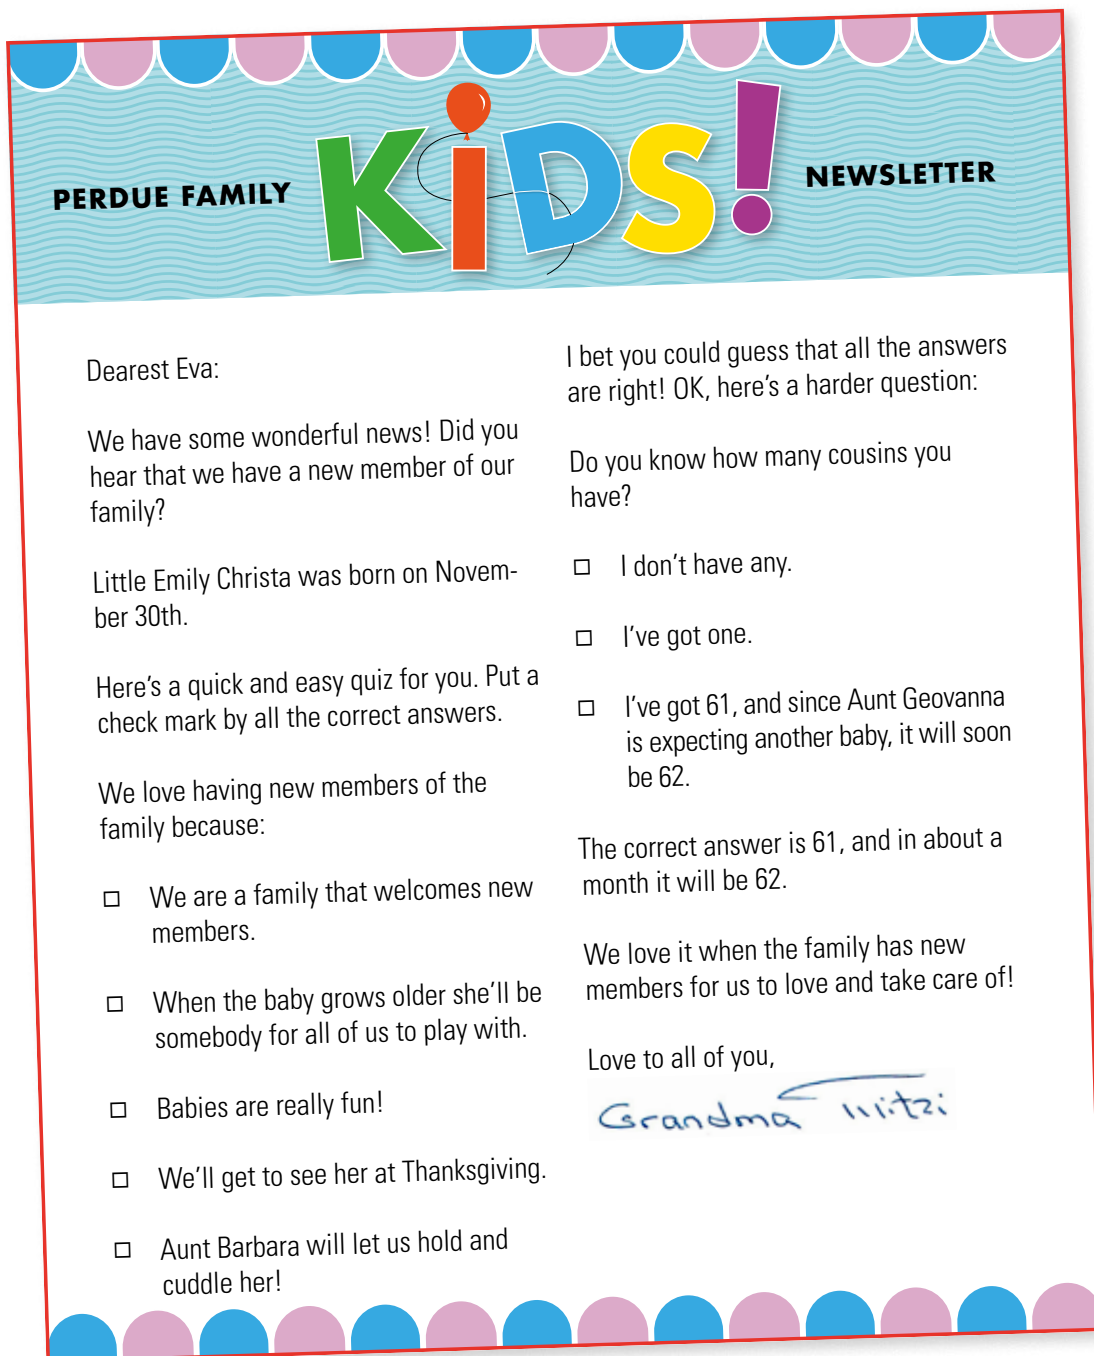 PERDUE FAMILY
KiDS!
NEWSLETTER
Dearest Eva:
We have some wonderful news! Did you
hear that we have a new member of our
family?
Little Emily Christa was born on Novem-
ber 30th.
Here's a quick and easy quiz for you. Put a
check mark by all the correct answers.
We love having new members of the
family because:
We are a family that welcomes new
members.
When the baby grows older she'll be
somebody for all of us to play with.
Babies are really fun!
We'll get to see her at Thanksgiving.
Aunt Barbara will let us hold and
cuddle her!
I bet you could guess that all the answers
are right! OK, here's a harder question:
Do you know how many cousins you
have?
I don't have any.
I've got one.
I've got 61, and since Aunt Geovanna
is expecting another baby, it will soon
be 62.
The correct answer is 61, and in about a
month it will be 62.
We love it when the family has new
members for us to love and take care of!
Love to all of you,
Grandma Mitzi